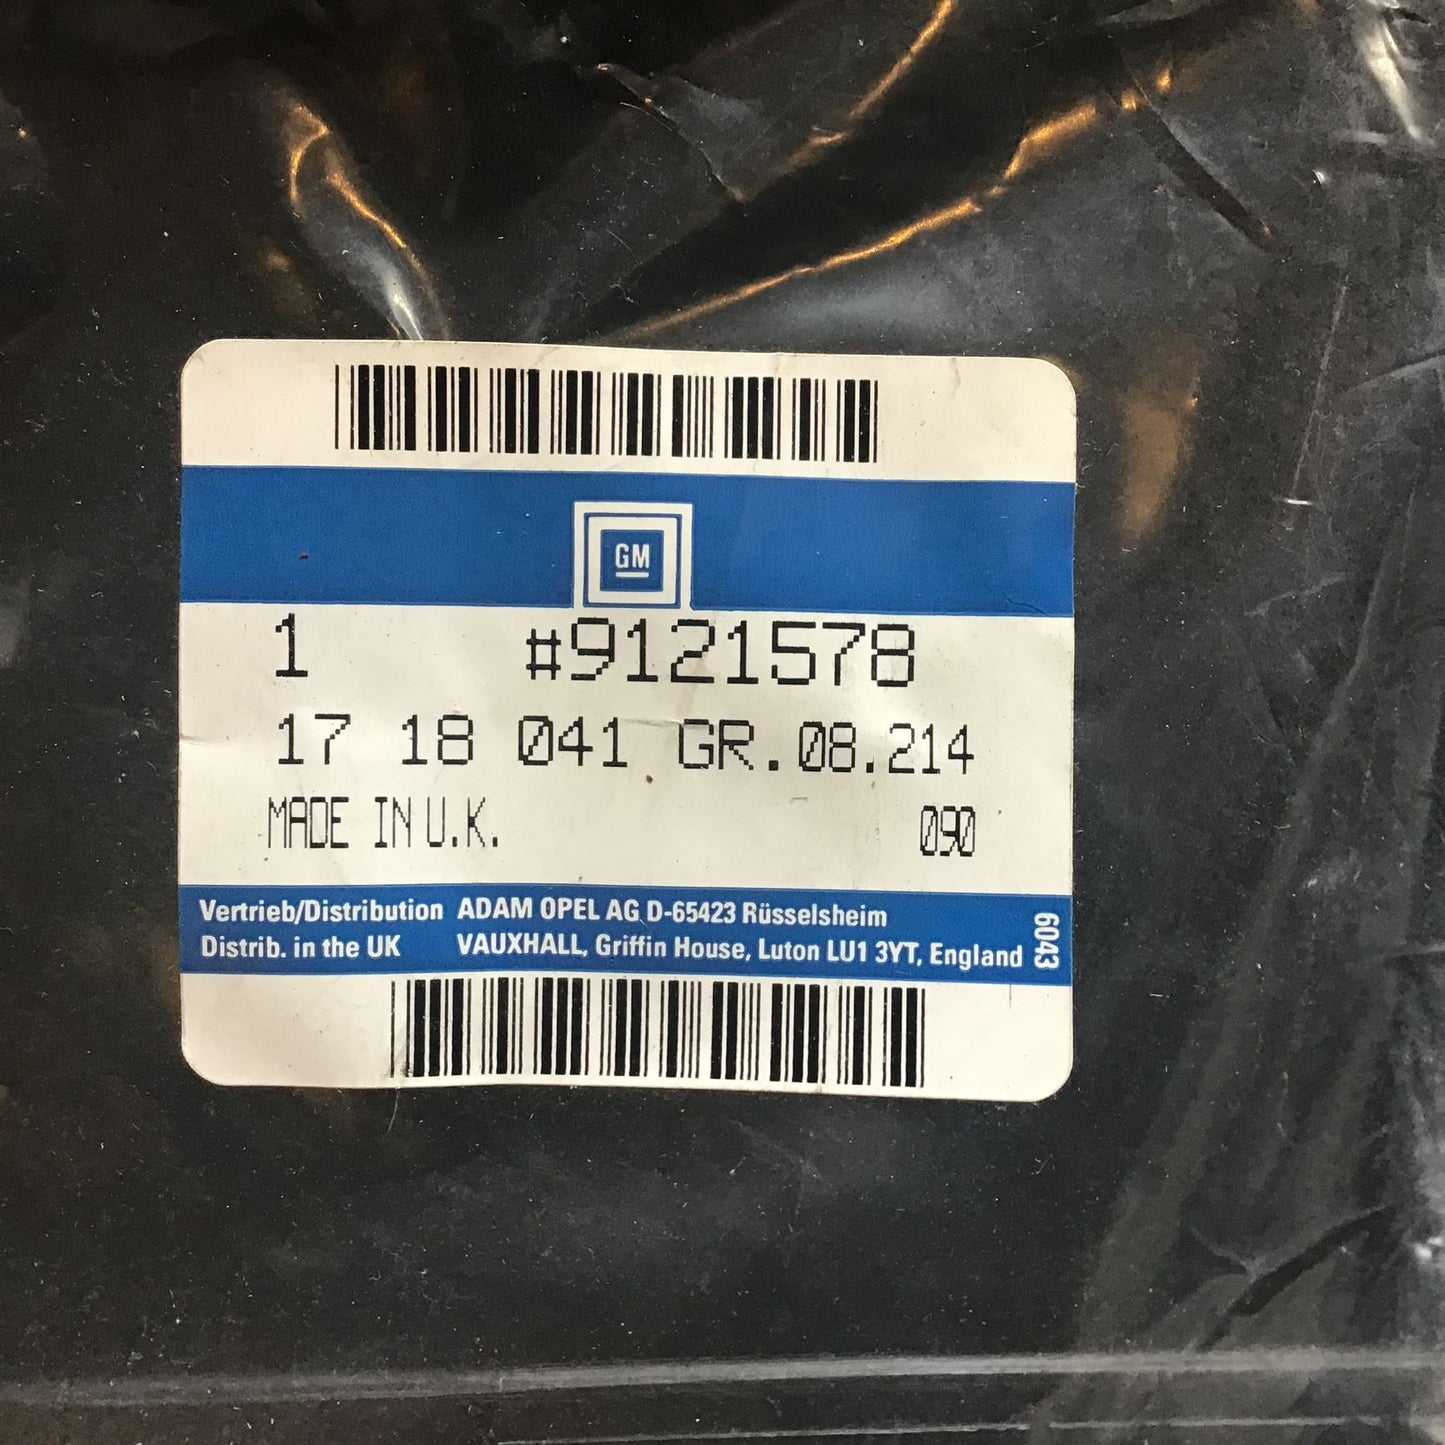 GM
1 #9121578
17 18 041 GR.08.214
MADE IN U.K. 090
Vertrieb/Distribution ADAM OPEL AG D-65423 Rüsselsheim
Distrib. in the UK VAUXHALL, Griffin House, Luton LU1 3YT, England
6043